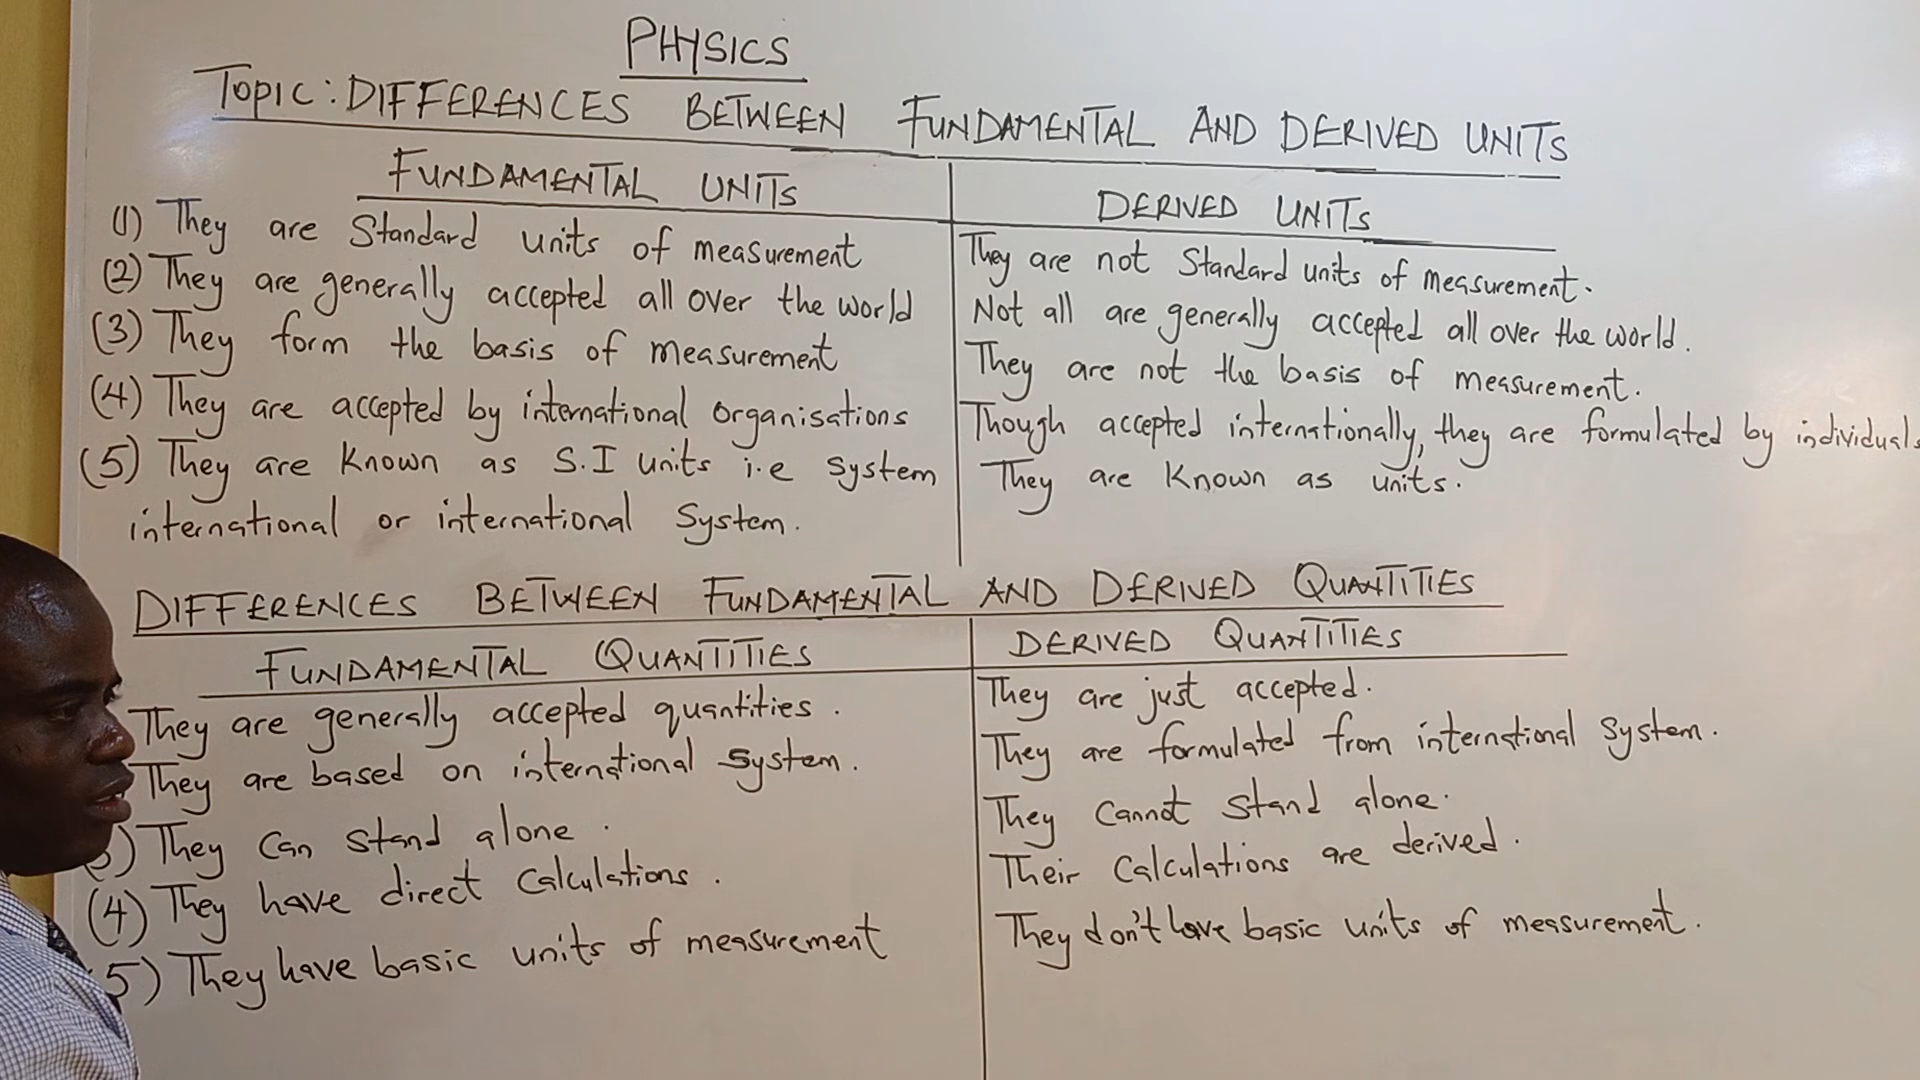 PHYSICS
Topic: DIFFERENCES BETWEEN FUNDAMENTAL AND DERIVED UNITS
FUNDAMENTAL UNITS
(1) They are Standard units of measurement
(2) They are generally accepted all over the world
(3) They form the basis of measurement
(4) They are accepted by international organisations
(5) They are Known as S.I units i.e System
international or international System.
DERIVED UNITS
They are not Standard units of measurement.
Not all are generally accepted all over the world.
They are not the basis of measurement.
Though accepted internationally, they are formulated by individuals
They are Known as units.
DIFFERENCES BETWEEN FUNDAMENTAL AND DERIVED QUANTITIES
FUNDAMENTAL QUANTITIES
They are generally accepted quantities.
They are based on international System.
3) They Can stand alone.
(4) They have direct Calculations.
5) They have basic units of measurement
DERIVED QUANTITIES
They are just accepted.
They are formulated from international System.
They Cannot Stand alone.
Their Calculations are derived.
They don't have basic units of measurement.